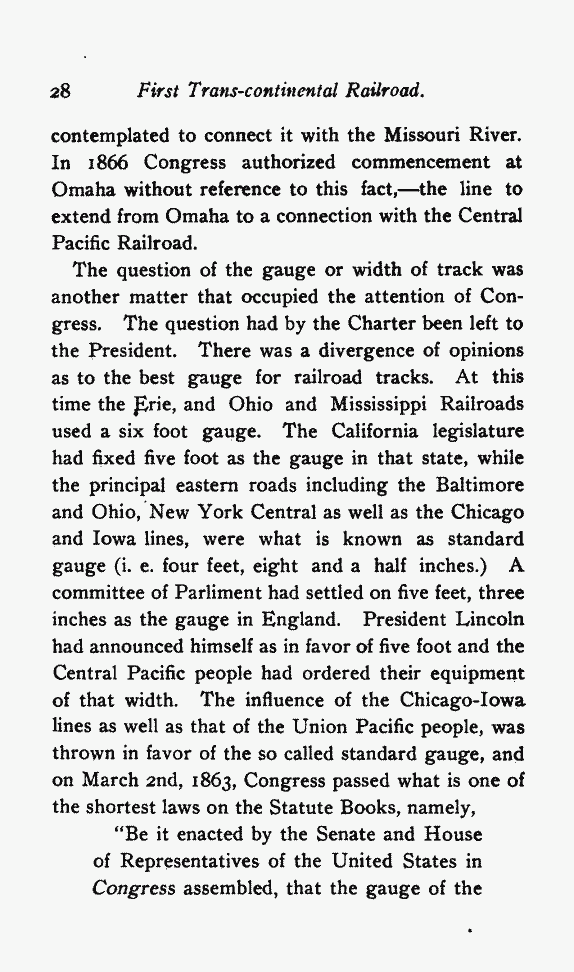 28 First Trans-continental Railroad.
contemplated to connect it with the Missouri River.
In 1866 Congress authorized commencement at
Omaha without reference to this fact,—the line to
extend from Omaha to a connection with the Central
Pacific Railroad.
The question of the gauge or width of track was
another matter that occupied the attention of Con-
gress. The question had by the Charter been left to
the President. There was a divergence of opinions
as to the best gauge for railroad tracks. At this
time the Erie, and Ohio and Mississippi Railroads
used a six foot gauge. The California legislature
had fixed five foot as the gauge in that state, while
the principal eastern roads including the Baltimore
and Ohio, New York Central as well as the Chicago
and Iowa lines, were what is known as standard
gauge (i. e. four feet, eight and a half inches.) A
committee of Parliment had settled on five feet, three
inches as the gauge in England. President Lincoln
had announced himself as in favor of five foot and the
Central Pacific people had ordered their equipment
of that width. The influence of the Chicago-Iowa
lines as well as that of the Union Pacific people, was
thrown in favor of the so called standard gauge, and
on March 2nd, 1863, Congress passed what is one of
the shortest laws on the Statute Books, namely,
"Be it enacted by the Senate and House
of Representatives of the United States in
Congress assembled, that the gauge of the